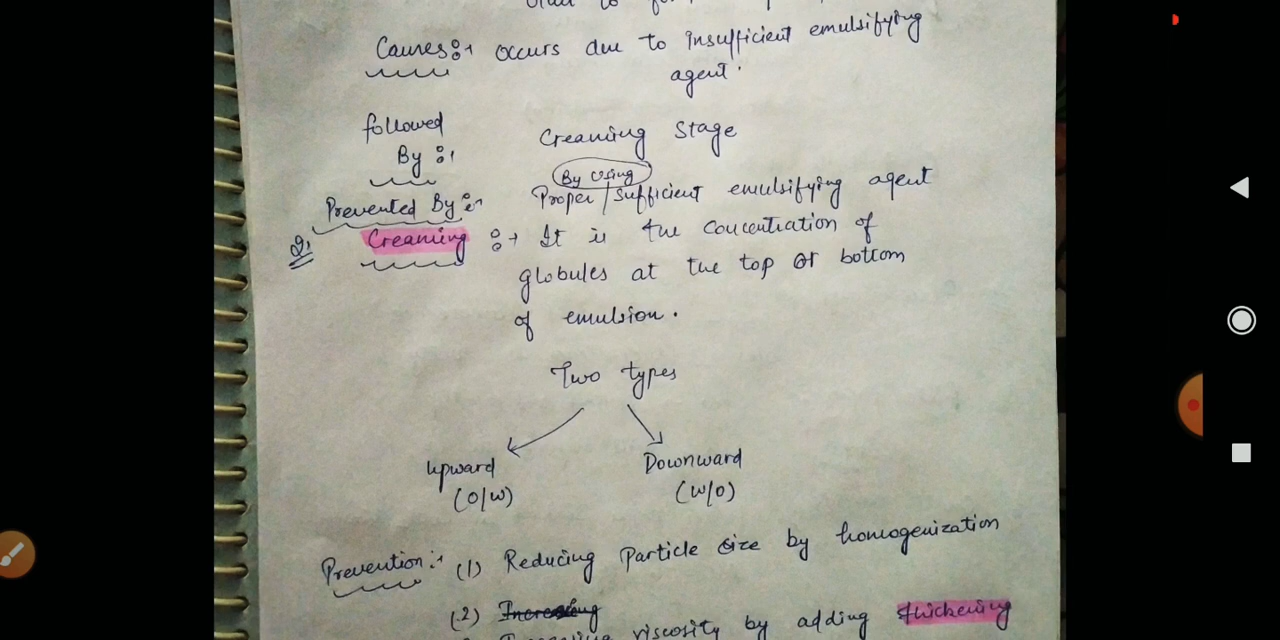 Causes:→ occurs due to insufficient emulsifying
agent.
followed
By :→
Creaming Stage
By Using
Prevented By :→ Proper / Sufficient emulsifying agent
2. Creaming :→ It is the concentration of
globules at the top or bottom
of emulsion.
Two types
Upward
(O/W)
Downward
(W/O)
Prevention :→ (1) Reducing Particle size by homogenization
(2)
viscosity by adding thickening